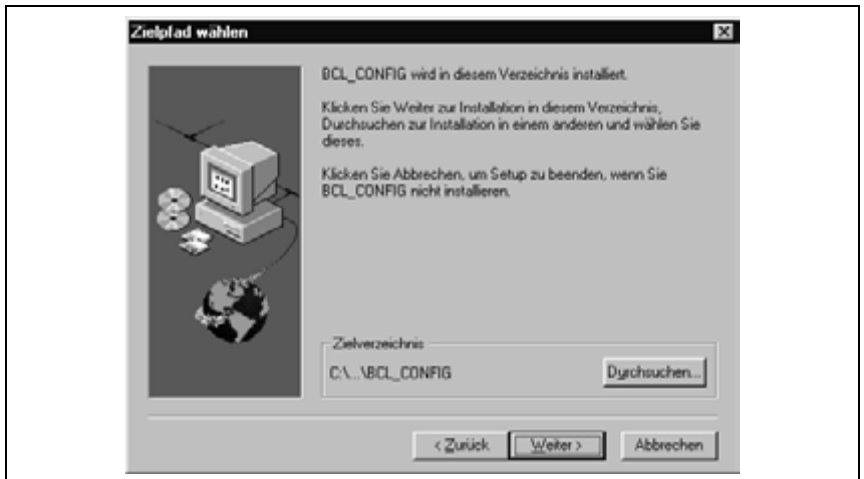 Zielpfad wählen
BCL_CONFIG wird in diesem Verzeichnis installiert.
Klicken Sie Weiter zur Installation in diesem Verzeichnis,
Durchsuchen zur Installation in einem anderen und wählen Sie
dieses.
Klicken Sie Abbrechen, um Setup zu beenden, wenn Sie
BCL_CONFIG nicht installieren.
Zielverzeichnis
C:\...\BCL_CONFIG
Durchsuchen...
< Zurück
Weiter >
Abbrechen